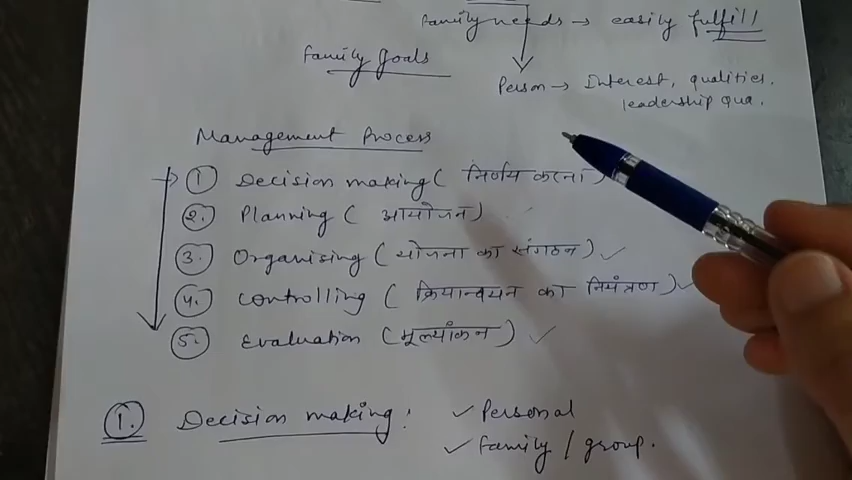 Family needs → easily fulfill
Family Goals
Person → Interest, qualities.
leadership qua.
Management Process
→ 1 Decision making ( निर्णय करना )
2. Planning ( आयोजन )
3. Organising ( योजना का संगठन ) ✓
4. Controlling ( क्रियान्वयन का नियंत्रण ) ✓
5. Evaluation (मूल्यांकन) ✓
1. Decision making : ✓ Personal
✓ family / group.